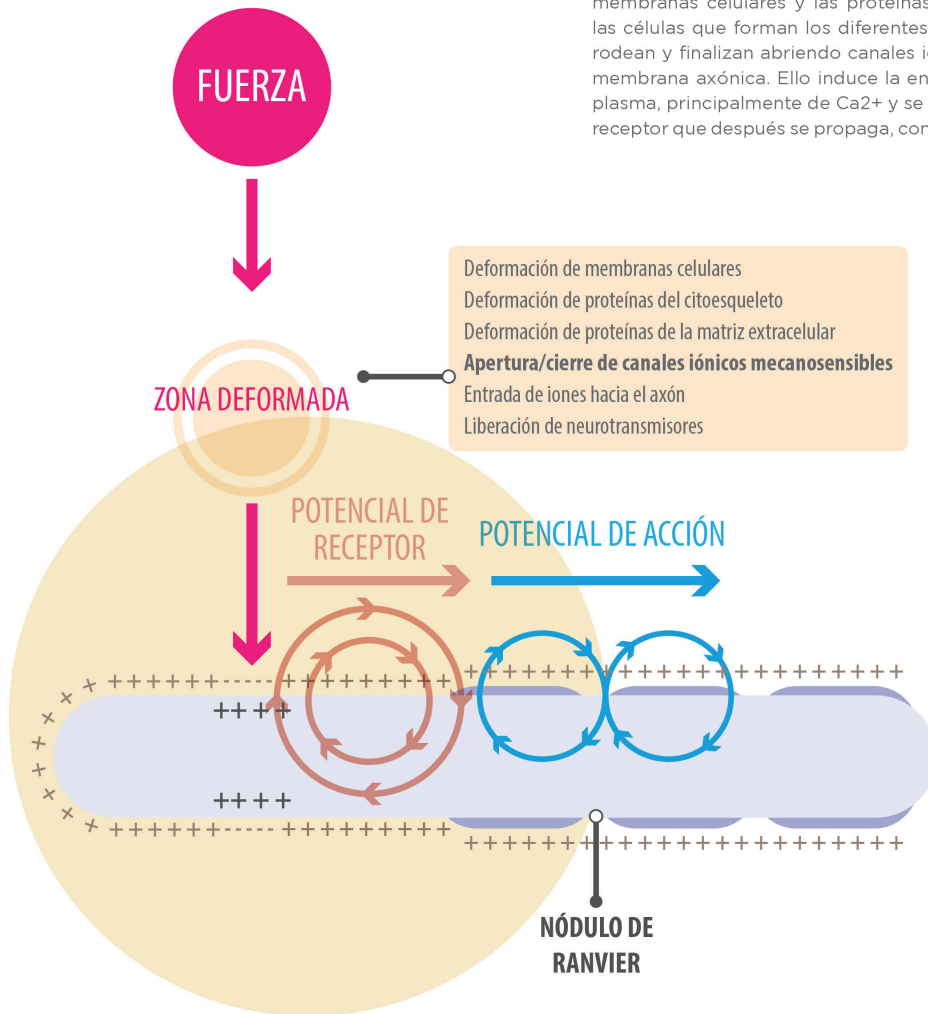 membranas celulares y las proteínas
las células que forman los diferentes
rodean y finalizan abriendo canales
membrana axónica. Ello induce la
plasma, principalmente de Ca2+ y se
receptor que después se propaga,
FUERZA
Deformación de membranas celulares
Deformación de proteínas del citoesqueleto
Deformación de proteínas de la matriz extracelular
Apertura/cierre de canales iónicos mecanosensibles
Entrada de iones hacia el axón
Liberación de neurotransmisores
ZONA DEFORMADA
POTENCIAL DE
RECEPTOR
POTENCIAL DE ACCIÓN
NÓDULO DE
RANVIER